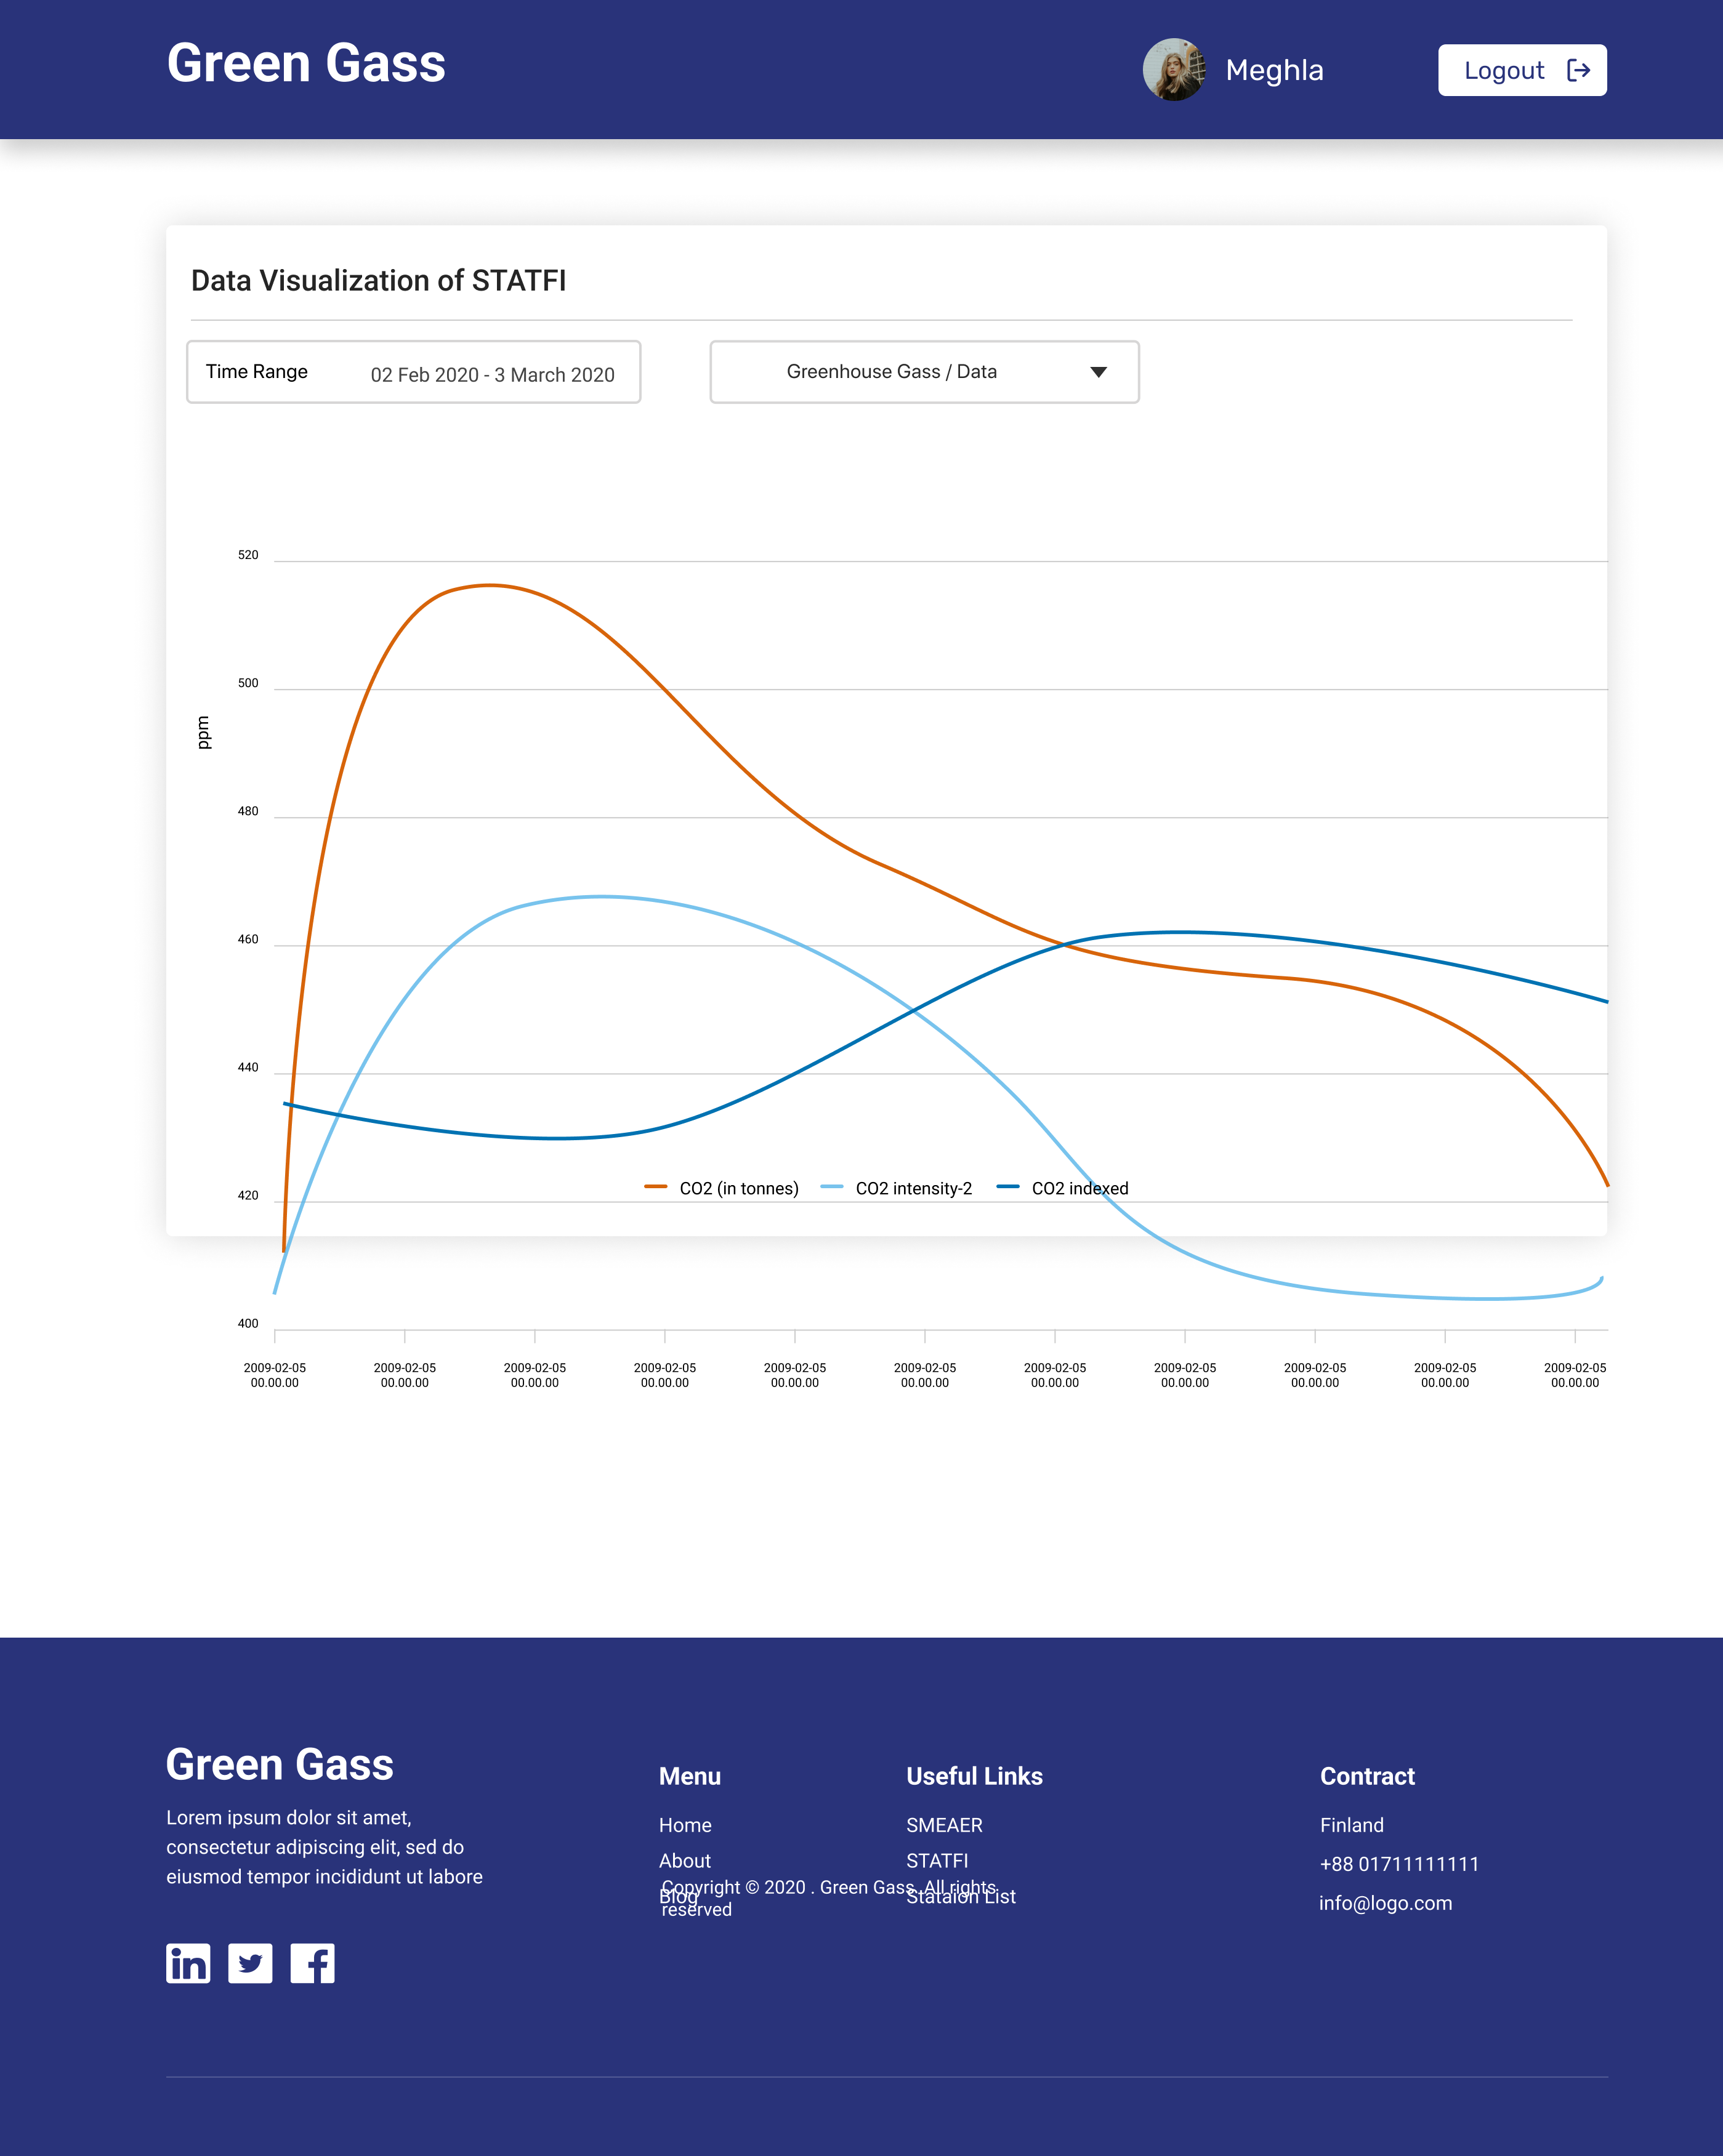 Green Gass
Meghla
Logout
Data Visualization of STATFI
Time Range
02 Feb 2020 - 3 March 2020
Greenhouse Gass / Data
520
500
ppm
480
460
440
420
CO2 (in tonnes)
CO2 intensity-2
CO2 indexed
400
2009-02-05
00.00.00
2009-02-05
00.00.00
2009-02-05
00.00.00
2009-02-05
00.00.00
2009-02-05
00.00.00
2009-02-05
00.00.00
2009-02-05
00.00.00
2009-02-05
00.00.00
2009-02-05
00.00.00
2009-02-05
00.00.00
2009-02-05
00.00.00
Green Gass
Lorem ipsum dolor sit amet,
consectetur adipiscing elit, sed do
eiusmod tempor incididunt ut labore
in
Menu
Home
About
Blog
Useful Links
SMEAER
STATFI
Stataion List
Copyright © 2020 . Green Gass. All rights
reserved
Contract
Finland
+88 01711111111
info@logo.com